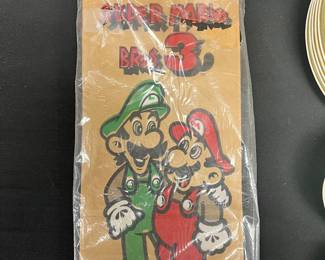 SUPER MARIO
BROS. 3
L
M